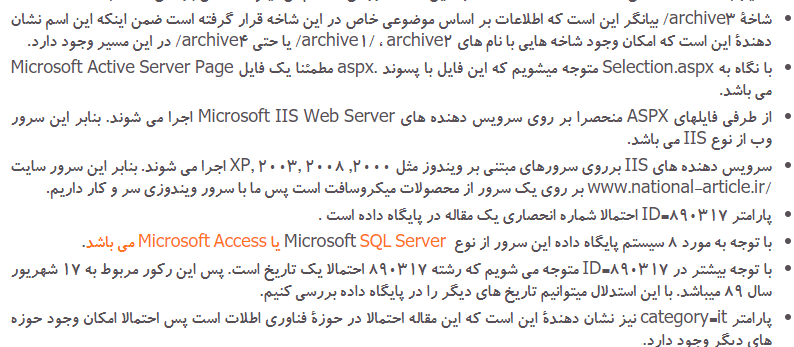 شاخهٔ archive۳/ بیانگر این است که اطلاعات بر اساس موضوعی خاص در این شاخه قرار گرفته است ضمن اینکه این اسم نشان
دهندهٔ این است که امکان وجود شاخه هایی با نام های archive۱/ ، archive۲/ یا حتی archive۴/ در این مسیر وجود دارد.
با نگاه به Selection.aspx متوجه میشویم که این فایل با پسوند .aspx مطمئنا یک فایل Microsoft Active Server Page
می باشد.
از طرفی فایلهای ASPX منحصرا بر روی سرویس دهنده های Microsoft IIS Web Server اجرا می شوند. بنابر این سرور
وب از نوع IIS می باشد.
سرویس دهنده های IIS برروی سرورهای مبتنی بر ویندوز مثل ۲۰۰۰, XP, ۲۰۰۳, ۲۰۰۸ اجرا می شوند. بنابر این سرور سایت
www.national-article.ir/ بر روی یک سرور از محصولات میکروسافت است پس ما با سرور ویندوزی سر و کار داریم.
پارامتر ID=۸۹۰۳۱۷ احتمالا شماره انحصاری یک مقاله در پایگاه داده است .
با توجه به مورد ۸ سیستم پایگاه داده این سرور از نوع Microsoft SQL Server یا Microsoft Access می باشد.
با توجه بیشتر در ID=۸۹۰۳۱۷ متوجه می شویم که رشته ۸۹۰۳۱۷ احتمالا یک تاریخ است. پس این رکور مربوط به ۱۷ شهریور
سال ۸۹ میباشد. با این استدلال میتوانیم تاریخ های دیگر را در پایگاه داده بررسی کنیم.
پارامتر category=it نیز نشان دهندهٔ این است که این مقاله احتمالا در حوزهٔ فناوری اطلات است پس احتمالا امکان وجود حوزه
های دیگر وجود دارد.